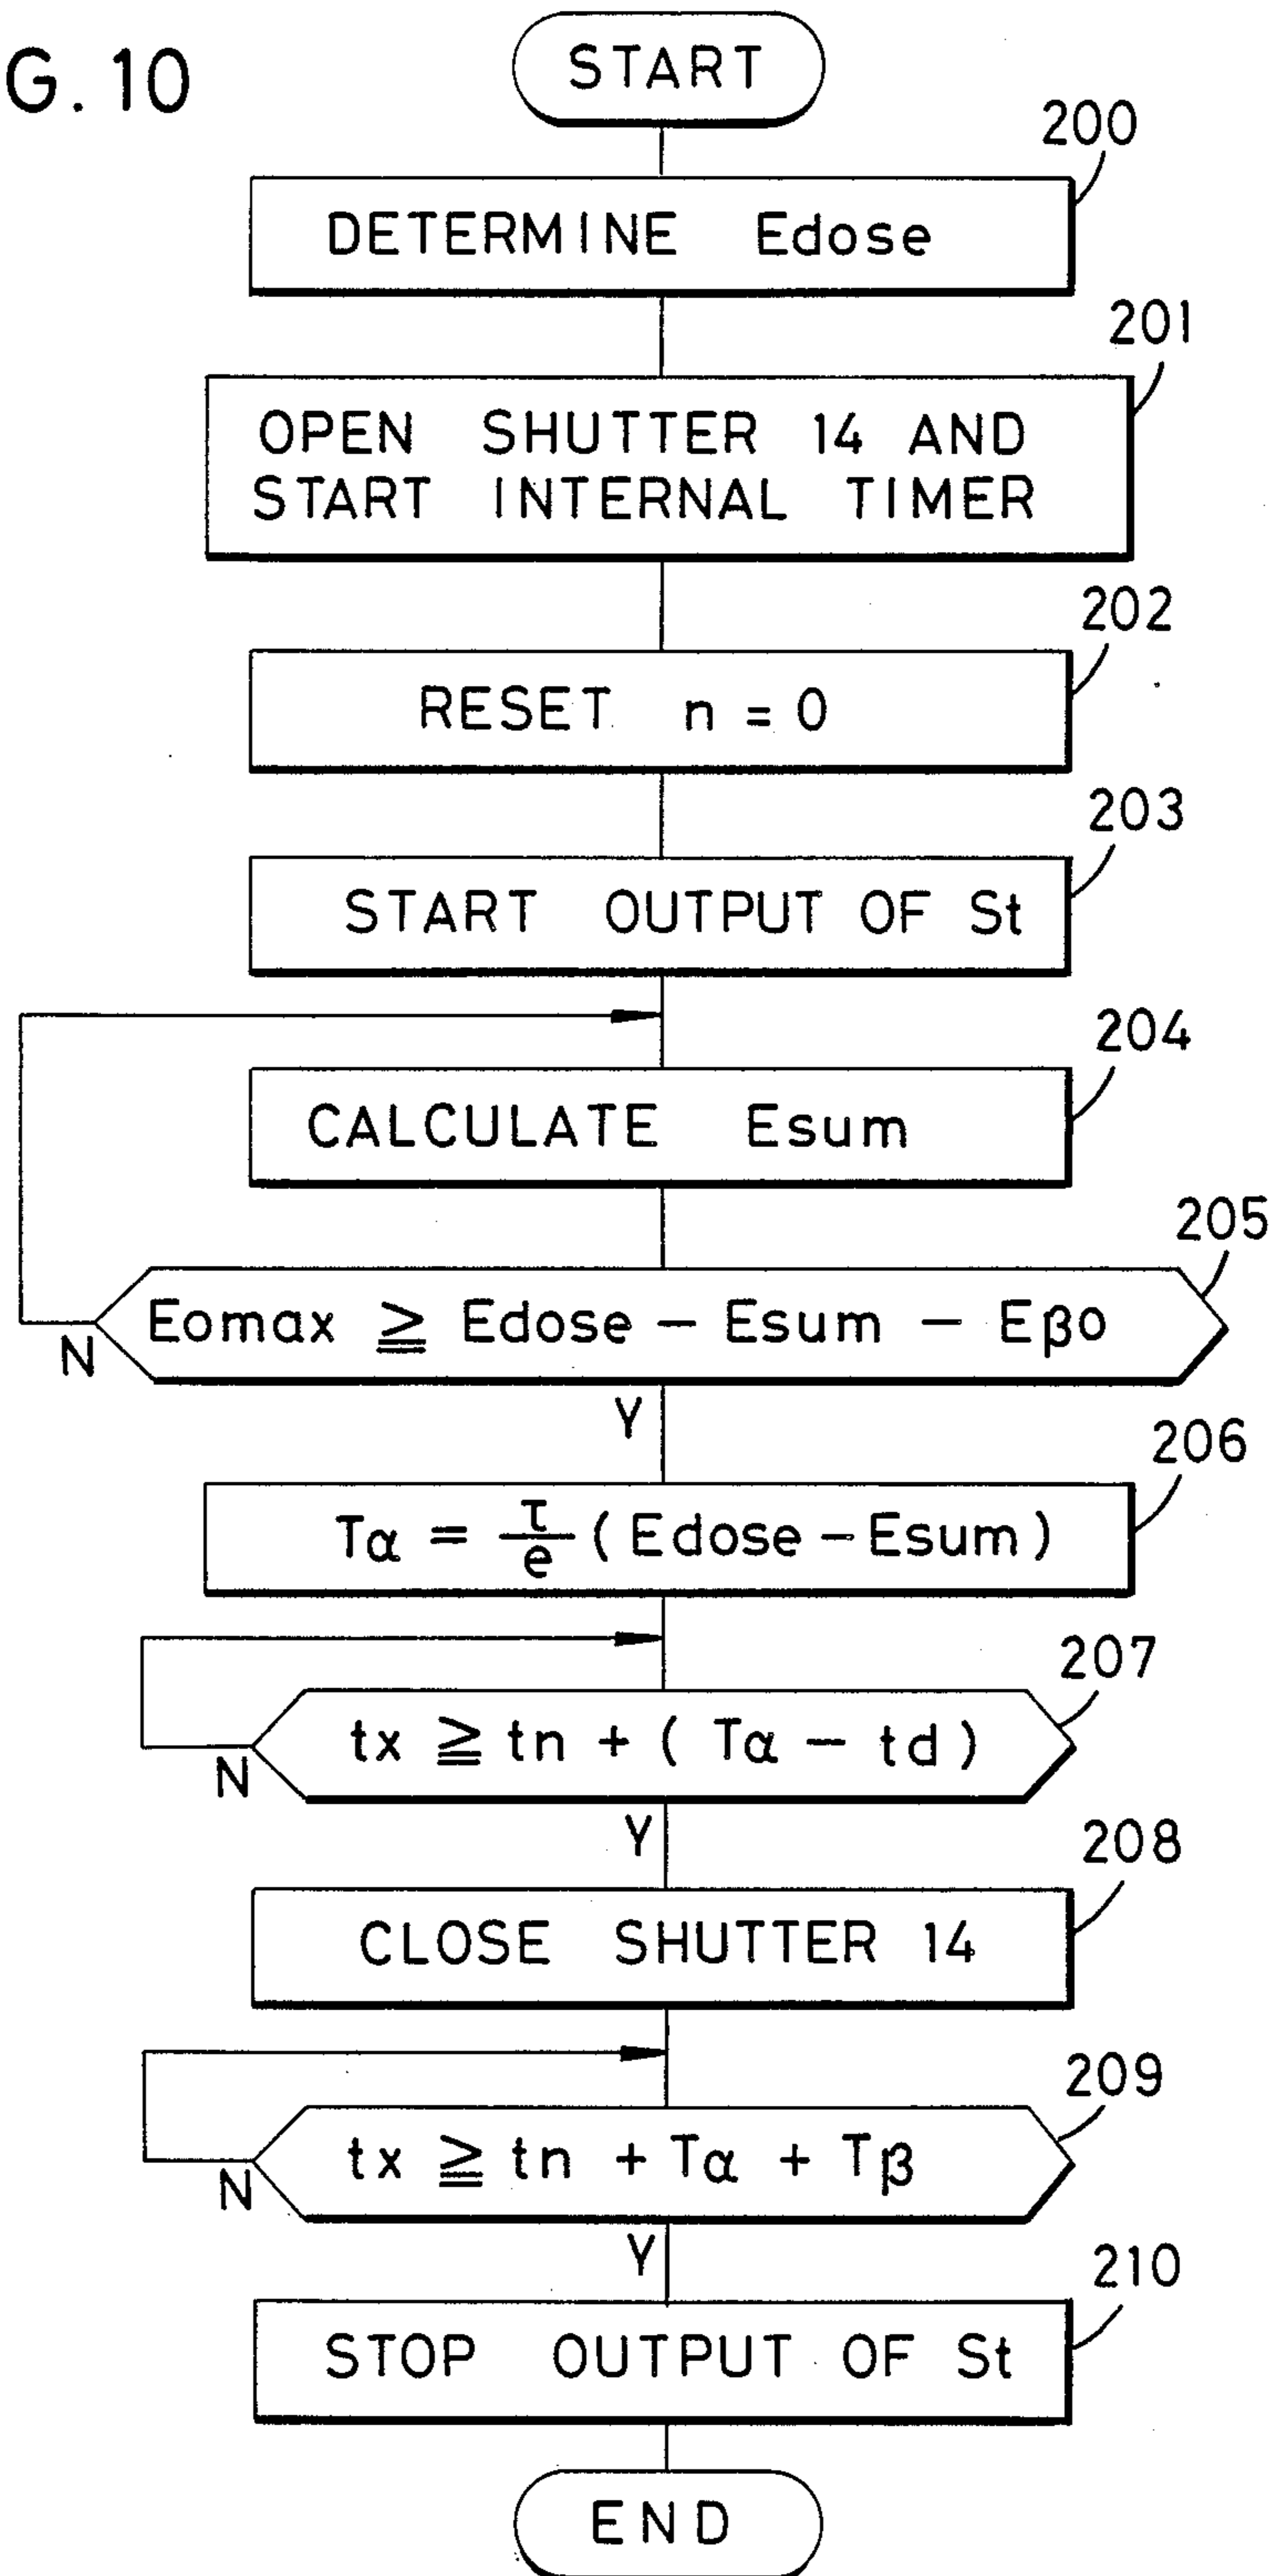 G. 10
START
200
DETERMINE Edose
201
OPEN SHUTTER 14 AND
START INTERNAL TIMER
202
RESET n = 0
203
START OUTPUT OF St
204
CALCULATE Esum
205
Eomax ≧ Edose − Esum − Eβo
N
Y
206
Tα = τ/e (Edose − Esum)
207
tx ≧ tn + (Tα − td)
N
Y
208
CLOSE SHUTTER 14
209
tx ≧ tn + Tα + Tβ
N
Y
210
STOP OUTPUT OF St
END